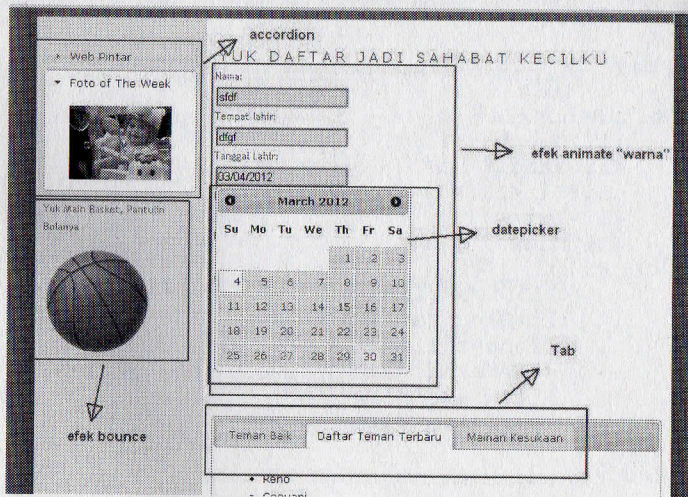 accordion
Web Pintar
YUK DAFTAR JADI SAHABAT KECILKU
Foto of The Week
Nama:
sfdf
Tempat lahir:
dfgf
Tanggal Lahir:
03/04/2012
efek animate "warna"
March 2012
Su Mo Tu We Th Fr Sa
1 2 3
4 5 6 7 8 9 10
11 12 13 14 15 16 17
18 19 20 21 22 23 24
25 26 27 28 29 30 31
datepicker
Yuk Main Basket, Pantulin
Bolanya
efek bounce
Tab
Teman Baik Daftar Teman Terbaru Mainan Kesukaan
Reno